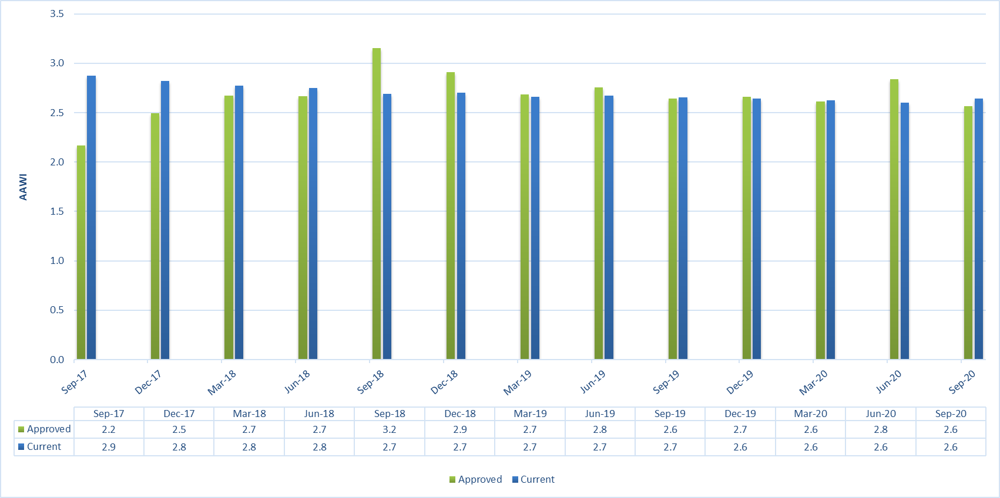 3.5
3.0
2.5
2.0
1.5
1.0
0.5
0.0
AAWI
Sep-17 Dec-17 Mar-18 Jun-18 Sep-18 Dec-18 Mar-19 Jun-19 Sep-19 Dec-19 Mar-20 Jun-20 Sep-20
Sep-17 Dec-17 Mar-18 Jun-18 Sep-18 Dec-18 Mar-19 Jun-19 Sep-19 Dec-19 Mar-20 Jun-20 Sep-20
Approved 2.2 2.5 2.7 2.7 3.2 2.9 2.7 2.8 2.6 2.7 2.6 2.8 2.6
Current 2.9 2.8 2.8 2.8 2.7 2.7 2.7 2.7 2.7 2.6 2.6 2.6 2.6
Approved Current